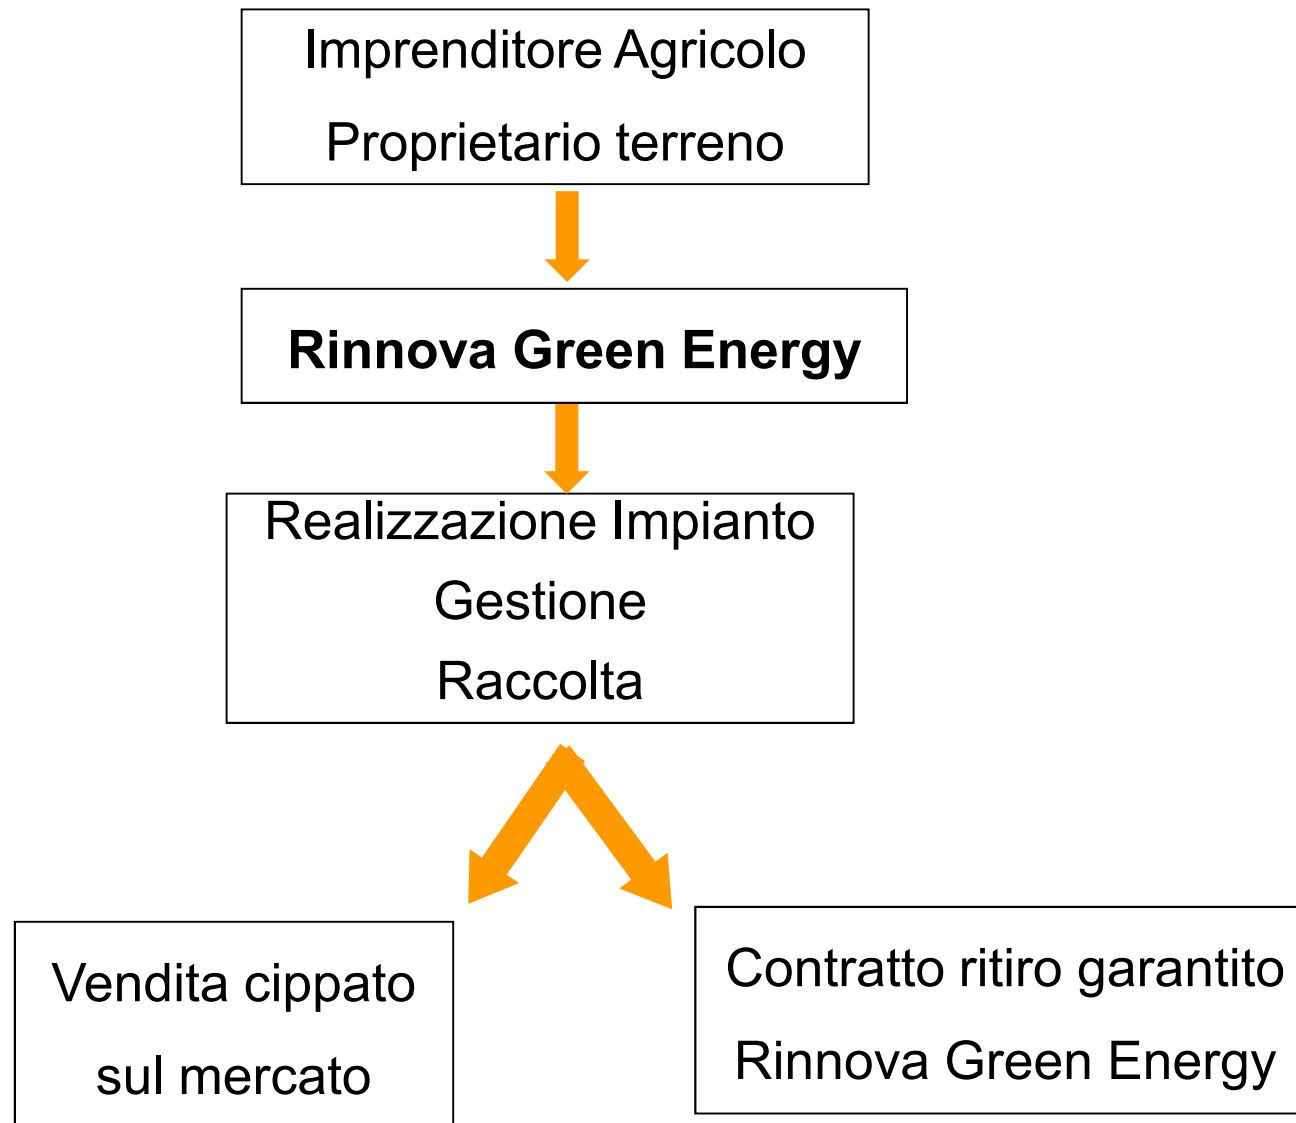 Imprenditore Agricolo
Proprietario terreno
Rinnova Green Energy
Realizzazione Impianto
Gestione
Raccolta
Vendita cippato
sul mercato
Contratto ritiro garantito
Rinnova Green Energy